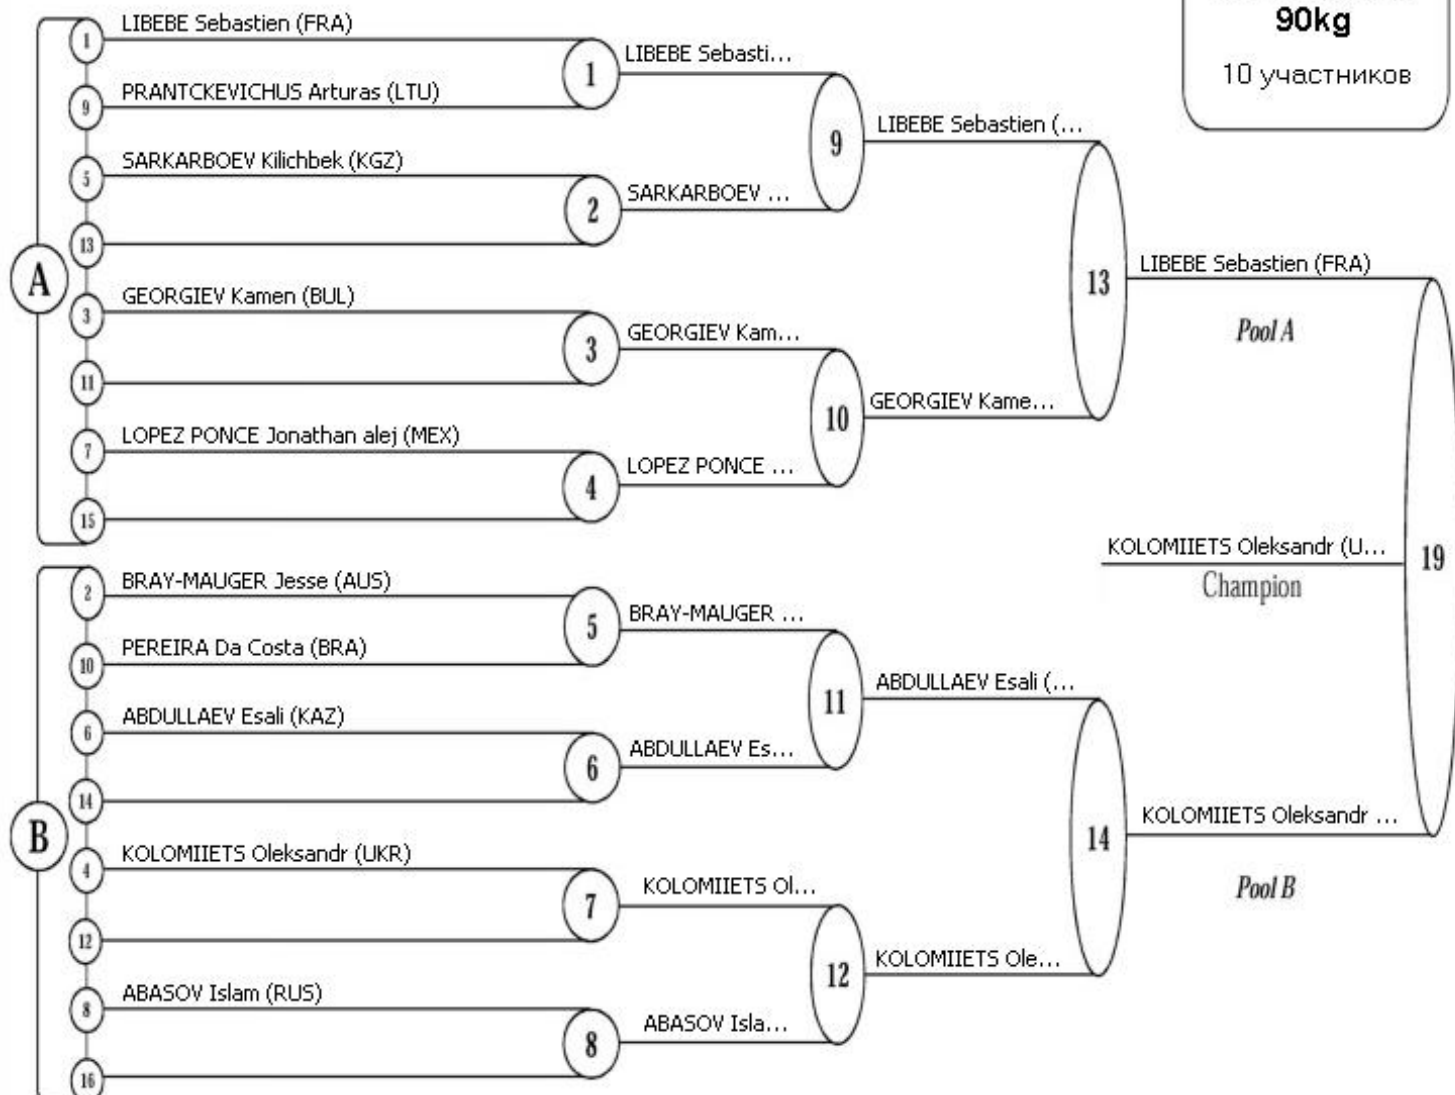 90kg
10 участников
A
1
LIBEBE Sebastien (FRA)
9
PRANTCKEVICHUS Arturas (LTU)
5
SARKARBOEV Kilichbek (KGZ)
13
3
GEORGIEV Kamen (BUL)
11
7
LOPEZ PONCE Jonathan alej (MEX)
15
B
2
BRAY-MAUGER Jesse (AUS)
10
PEREIRA Da Costa (BRA)
6
ABDULLAEV Esali (KAZ)
14
4
KOLOMIIETS Oleksandr (UKR)
12
8
ABASOV Islam (RUS)
16
1
LIBEBE Sebasti...
2
SARKARBOEV ...
3
GEORGIEV Kam...
4
LOPEZ PONCE ...
5
BRAY-MAUGER ...
6
ABDULLAEV Es...
7
KOLOMIIETS Ol...
8
ABASOV Isla...
9
LIBEBE Sebastien (...
10
GEORGIEV Kame...
11
ABDULLAEV Esali (...
12
KOLOMIIETS Ole...
13
LIBEBE Sebastien (FRA)
Pool A
14
KOLOMIIETS Oleksandr ...
Pool B
KOLOMIIETS Oleksandr (U...
Champion
19